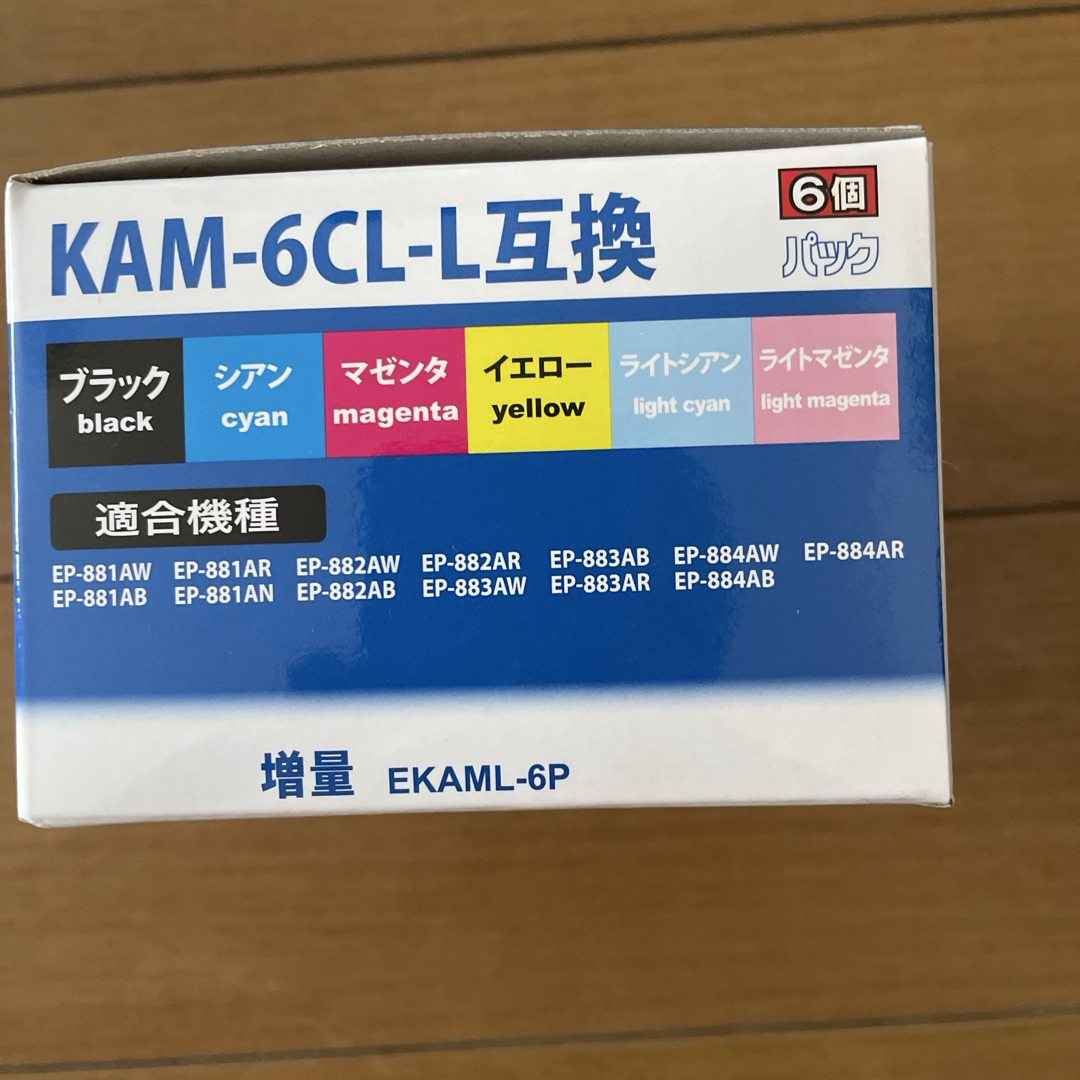 KAM-6CL-L互換
6個
パック
ブラック
black
シアン
cyan
マゼンタ
magenta
イエロー
yellow
ライトシアン
light cyan
ライトマゼンタ
light magenta
適合機種
EP-881AW EP-881AR EP-882AW EP-882AR EP-883AB EP-884AW EP-884AR
EP-881AB EP-881AN EP-882AB EP-883AW EP-883AR EP-884AB
増量 EKAML-6P